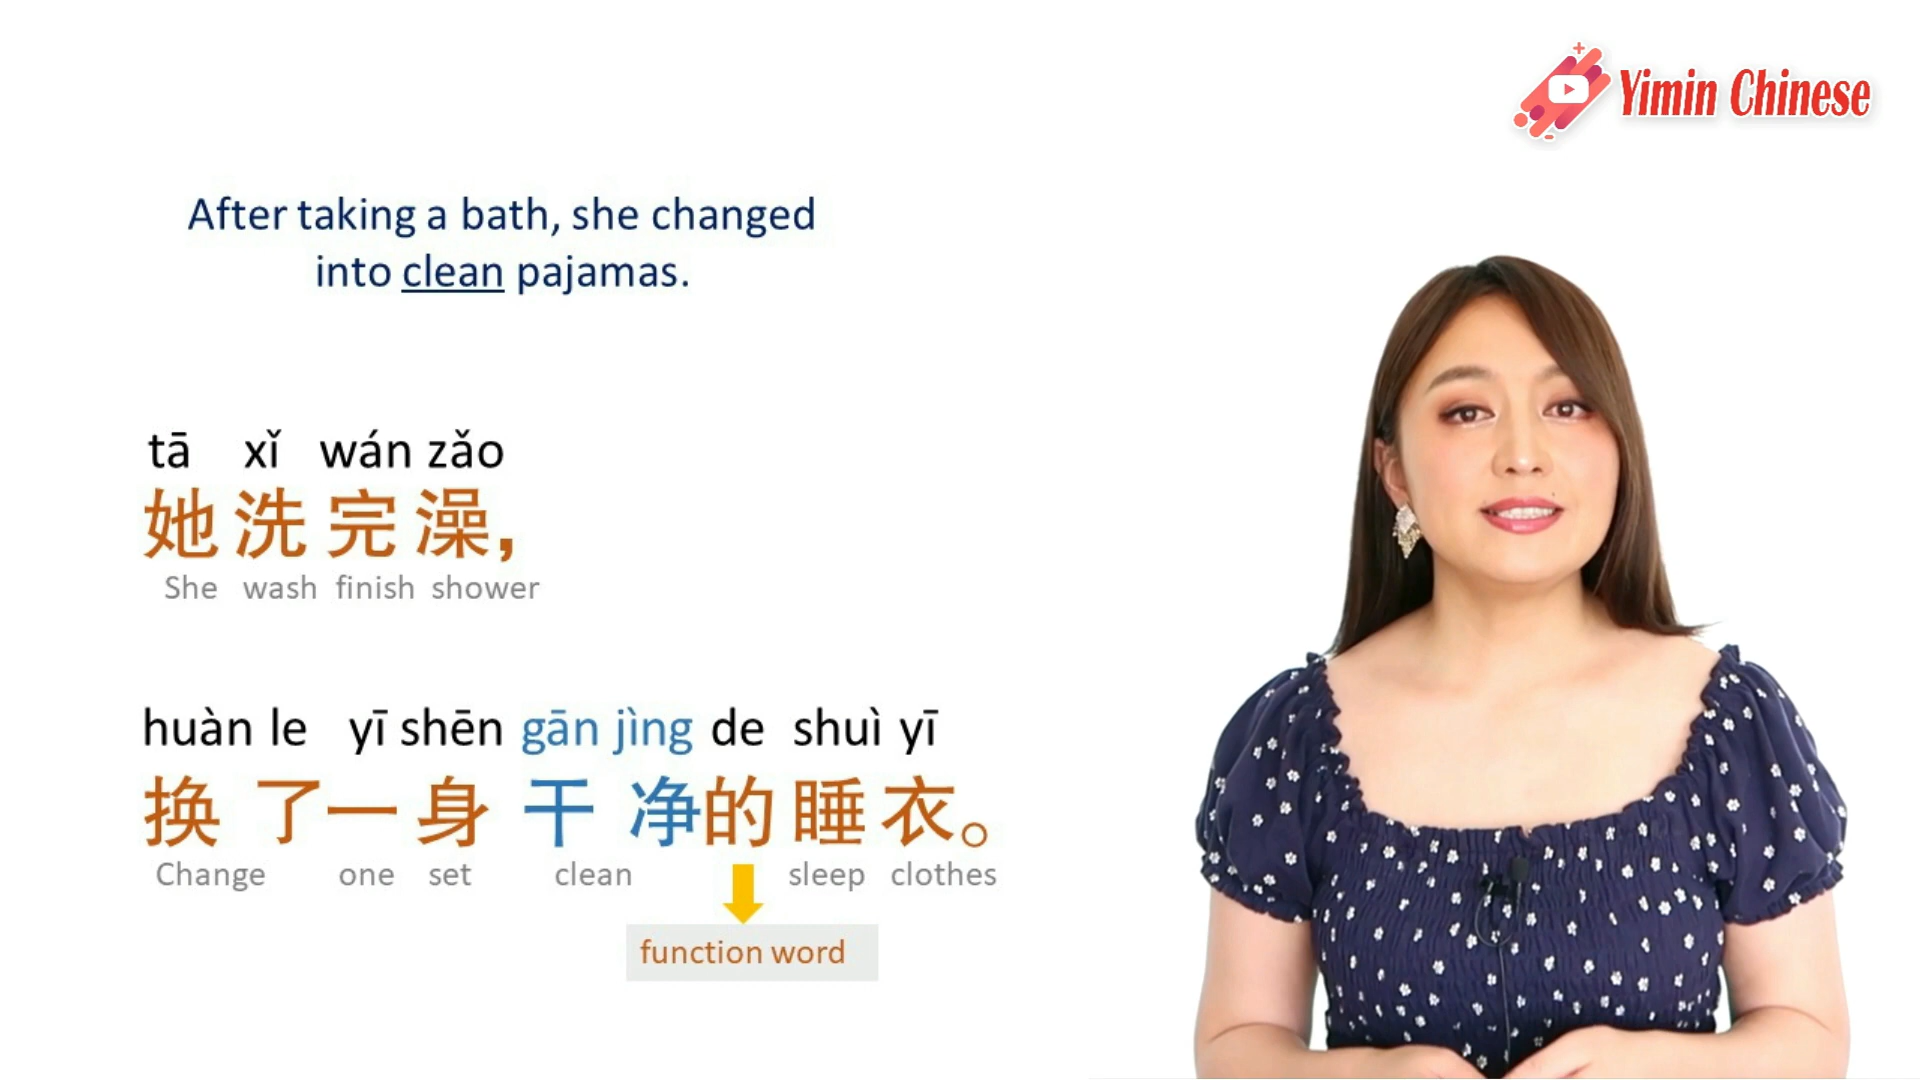 Yimin Chinese
After taking a bath, she changed
into clean pajamas.
tā xǐ wán zǎo
她洗完澡，
She wash finish shower
huàn le yī shēn gān jìng de shuì yī
换了一身干净的睡衣。
Change one set clean sleep clothes
function word